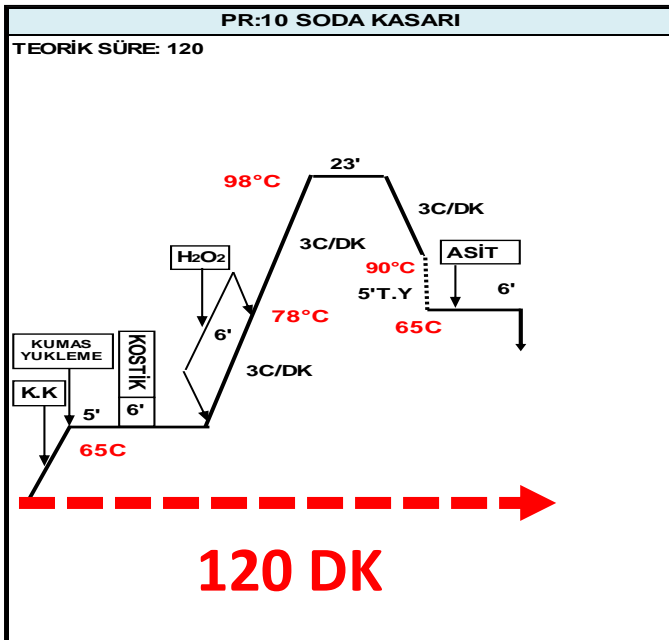 PR:10 SODA KASARI
TEORİK SÜRE: 120
23'
98°C
3C/DK
3C/DK
H2O2
ASİT
90°C
5'T.Y
6'
78°C
65C
6'
KUMAS
YUKLEME
KOSTİK
3C/DK
K.K
5'
6'
65C
120 DK